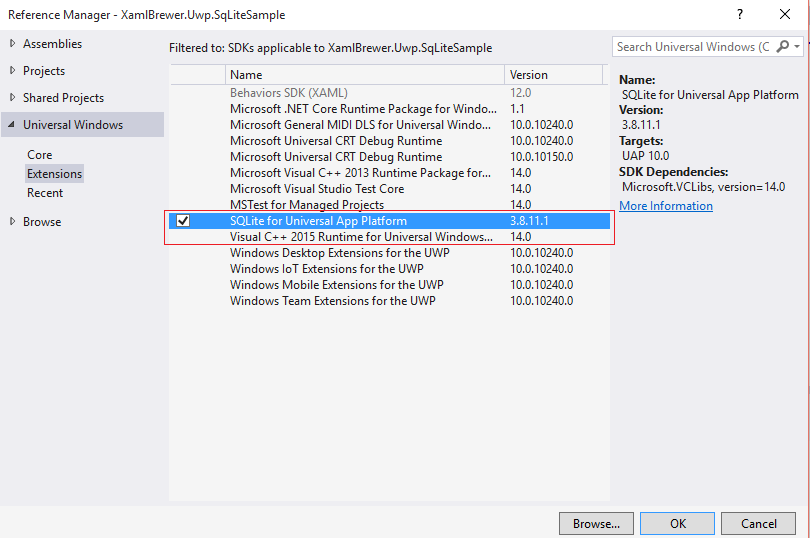 Reference Manager - XamlBrewer.Uwp.SqLiteSample
?
Assemblies
Projects
Shared Projects
Universal Windows
Core
Extensions
Recent
Browse
Filtered to: SDKs applicable to XamlBrewer.Uwp.SqLiteSample
Name Version
Behaviors SDK (XAML) 12.0
Microsoft .NET Core Runtime Package for Windo... 1.1
Microsoft General MIDI DLS for Universal Windo... 10.0.10240.0
Microsoft Universal CRT Debug Runtime 10.0.10240.0
Microsoft Universal CRT Debug Runtime 10.0.10150.0
Microsoft Visual C++ 2013 Runtime Package for... 14.0
Microsoft Visual Studio Test Core 14.0
MSTest for Managed Projects 14.0
SQLite for Universal App Platform 3.8.11.1
Visual C++ 2015 Runtime for Universal Windows... 14.0
Windows Desktop Extensions for the UWP 10.0.10240.0
Windows IoT Extensions for the UWP 10.0.10240.0
Windows Mobile Extensions for the UWP 10.0.10240.0
Windows Team Extensions for the UWP 10.0.10240.0
Search Universal Windows (C
Name:
SQLite for Universal App Platform
Version:
3.8.11.1
Targets:
UAP 10.0
SDK Dependencies:
Microsoft.VCLibs, version=14.0
More Information
Browse... OK Cancel